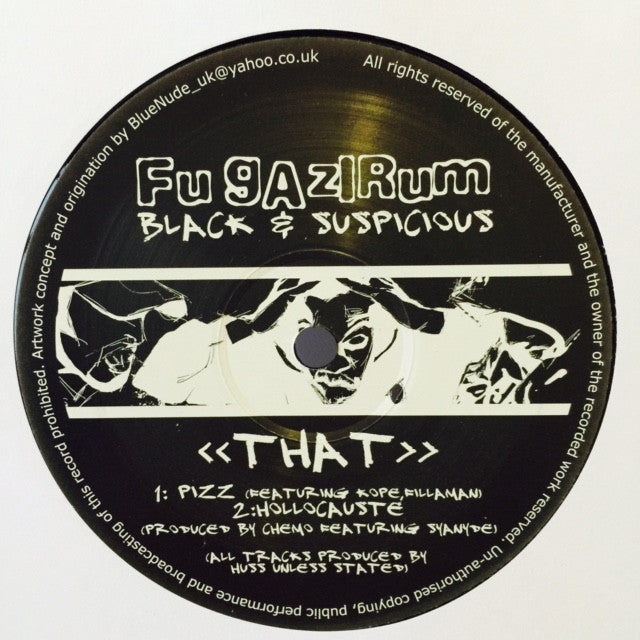 Fu gAzI Rum
BLACK & SUSPICIOUS
<<THAT>>
1: PIZZ (FEATURING KOPE,FILLAMAN)
2:HOLLOCAUSTE
(PRODUCED BY CHEMO FEATURING SYANYDE)
(ALL TRACKS PRODUCED BY
HUSS UNLESS STATED)
All rights reserved of the manufacturer and the owner of the recorded work reserved. Un-authorised copying, public performance and broadcasting of this record prohibited. Artwork concept and origination by BlueNude_uk@yahoo.co.uk